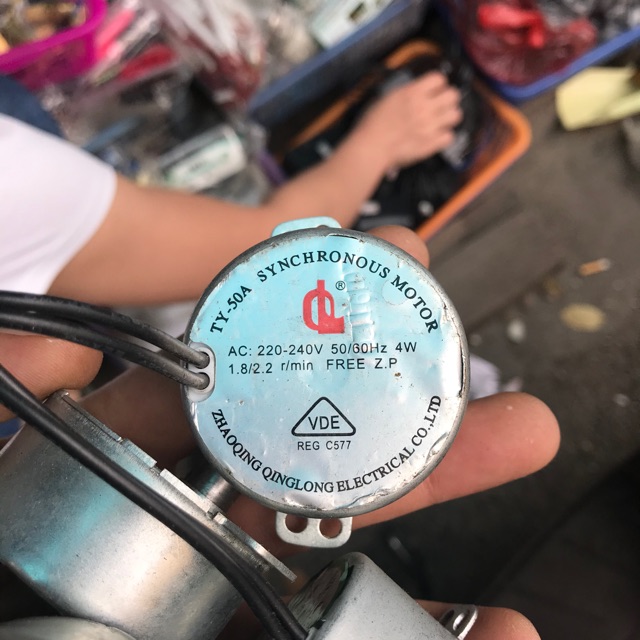 TY-50A SYNCHRONOUS MOTOR
®
AC: 220-240V 50/60Hz 4W
1.8/2.2 r/min FREE Z.P
VDE
REG C577
ZHAOQING QINGLONG ELECTRICAL CO.,LTD